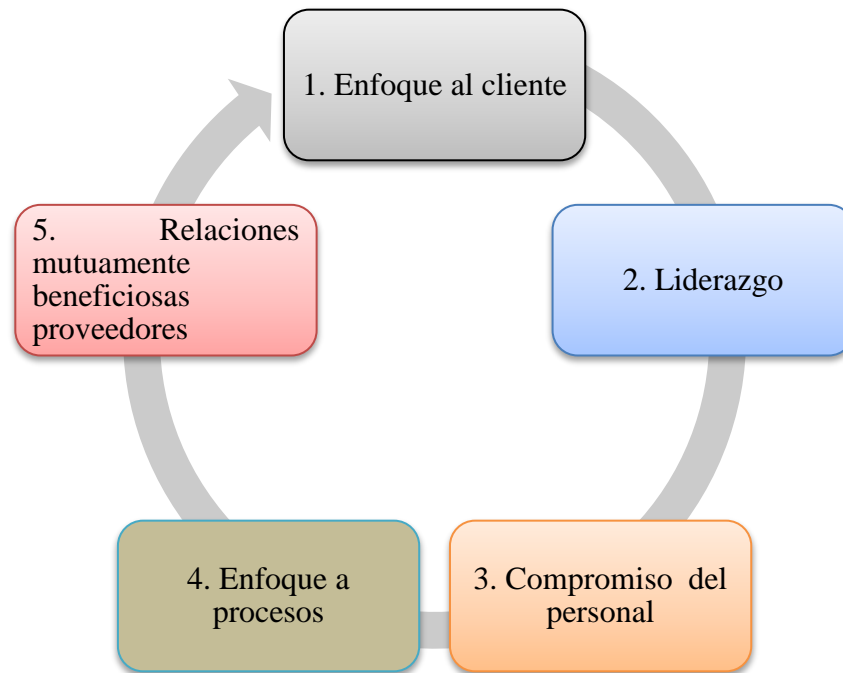 1. Enfoque al cliente
2. Liderazgo
3. Compromiso del
personal
4. Enfoque a
procesos
5. Relaciones
mutuamente
beneficiosas
proveedores